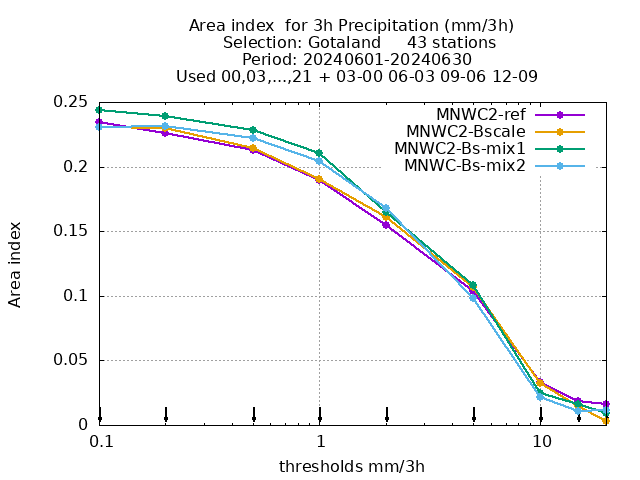 Area index  for 3h Precipitation (mm/3h)
Selection: Gotaland     43 stations
Period: 20240601-20240630
Used 00,03,...,21 + 03-00 06-03 09-06 12-09
MNWC2-ref
MNWC2-Bscale
MNWC2-Bs-mix1
MNWC-Bs-mix2
0.25
0.2
0.15
0.1
0.05
0
Area index
0.1
1
10
thresholds mm/3h